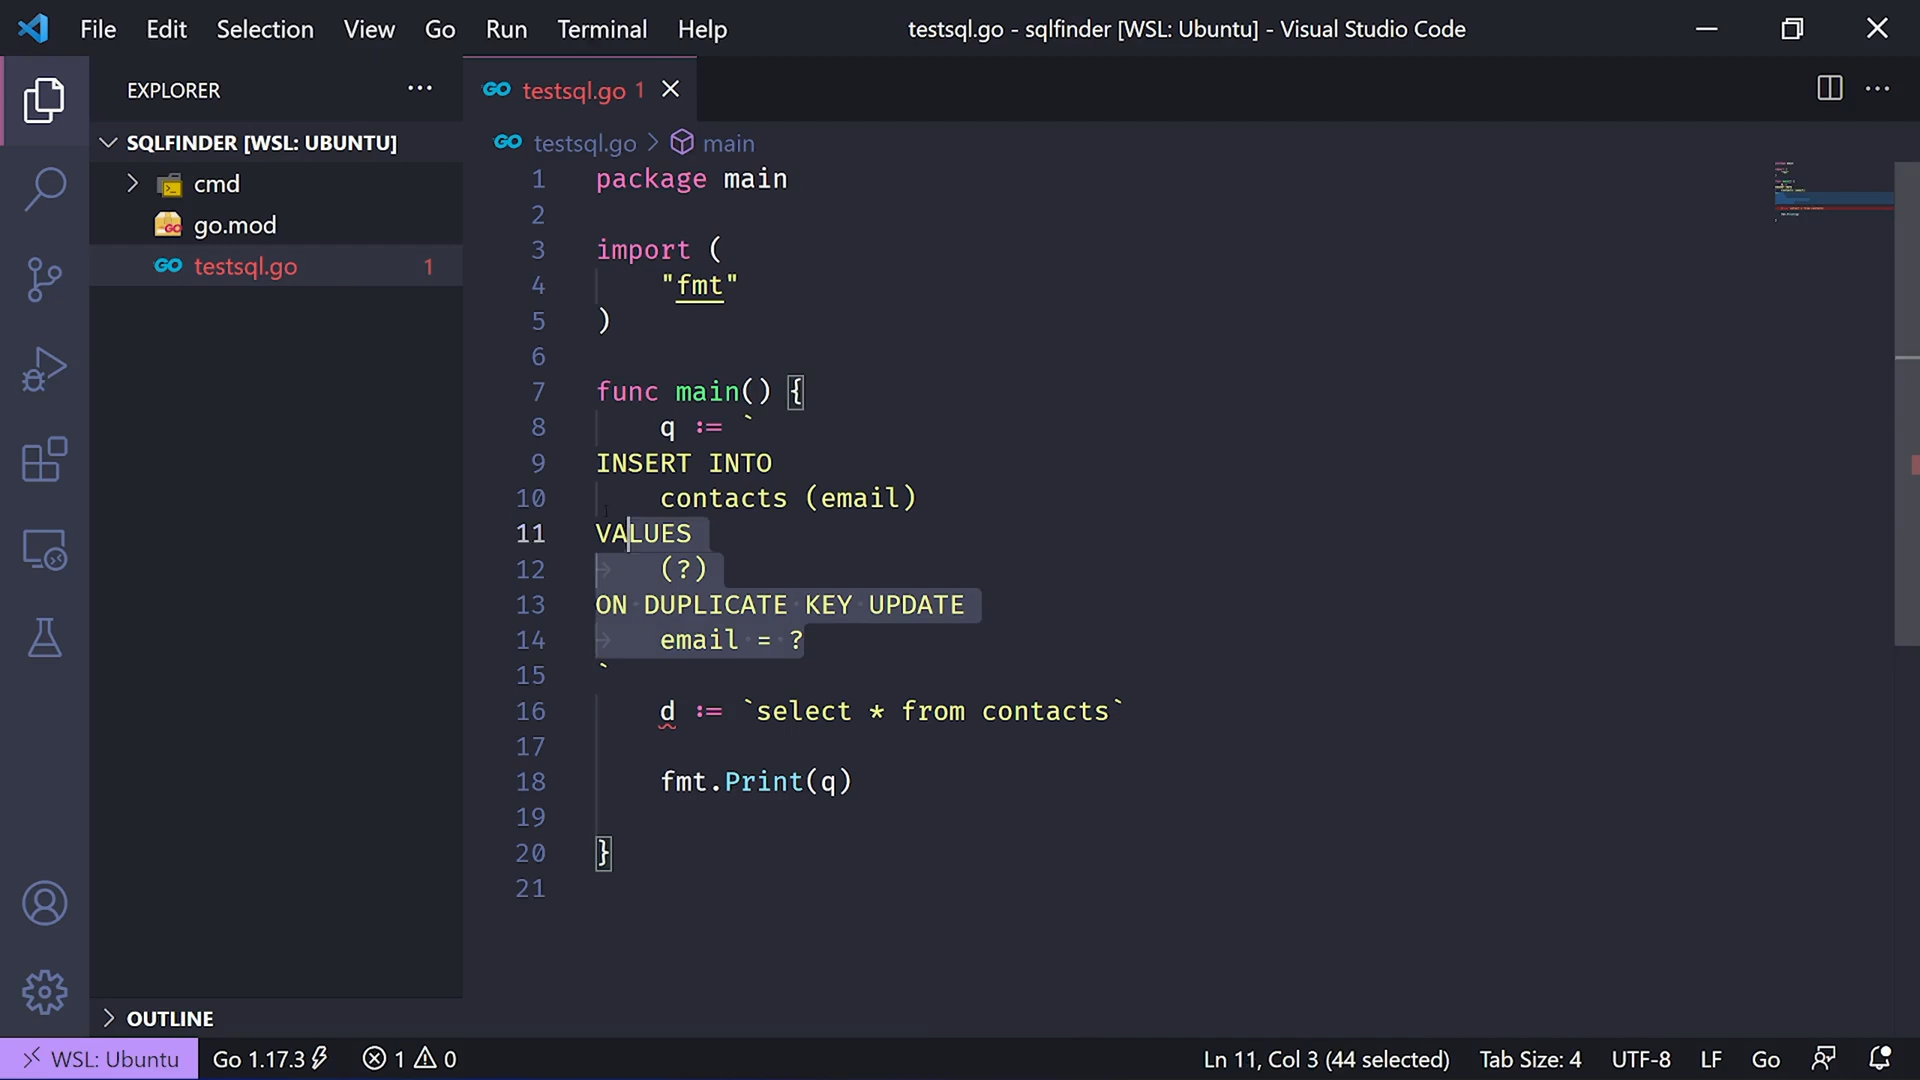 File Edit Selection View Go Run Terminal Help testsql.go - sqlfinder [WSL: Ubuntu] - Visual Studio Code
EXPLORER
SQLFINDER [WSL: UBUNTU]
cmd
go.mod
testsql.go 1
testsql.go 1
testsql.go > main
1 package main
2
3 import (
4 "fmt"
5 )
6
7 func main() {
8 q := `
9 INSERT INTO
10 contacts (email)
11 VALUES
12 (?)
13 ON DUPLICATE KEY UPDATE
14 email = ?
15 `
16 d := `select * from contacts`
17
18 fmt.Print(q)
19
20 }
21
OUTLINE
WSL: Ubuntu Go 1.17.3 1 0 Ln 11, Col 3 (44 selected) Tab Size: 4 UTF-8 LF Go